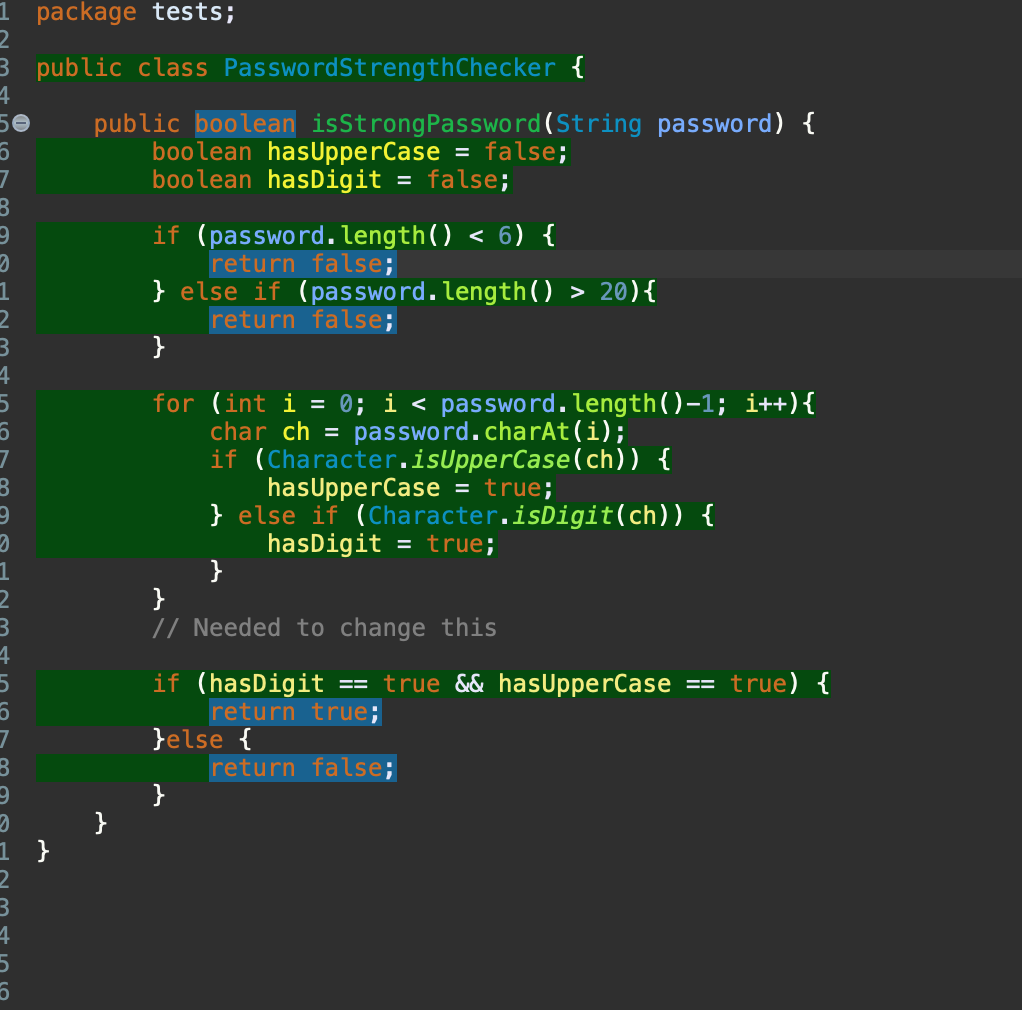 1 package tests;
2
3 public class PasswordStrengthChecker {
4
5 public boolean isStrongPassword(String password) {
6 boolean hasUpperCase = false;
7 boolean hasDigit = false;
8
9 if (password.length() < 6) {
0 return false;
1 } else if (password.length() > 20){
2 return false;
3 }
4
5 for (int i = 0; i < password.length()-1; i++){
6 char ch = password.charAt(i);
7 if (Character.isUpperCase(ch)) {
8 hasUpperCase = true;
9 } else if (Character.isDigit(ch)) {
0 hasDigit = true;
1 }
2 }
3 // Needed to change this
4
5 if (hasDigit == true && hasUpperCase == true) {
6 return true;
7 }else {
8 return false;
9 }
0 }
1 }
2
3
4
5
6